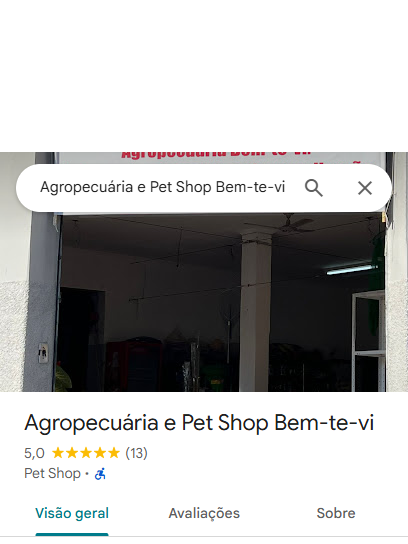 Agropecuária Bem-te-vi
Agropecuária e Pet Shop Bem-te-vi
Agropecuária e Pet Shop Bem-te-vi
5,0 (13)
Pet Shop ·
Visão geral Avaliações Sobre